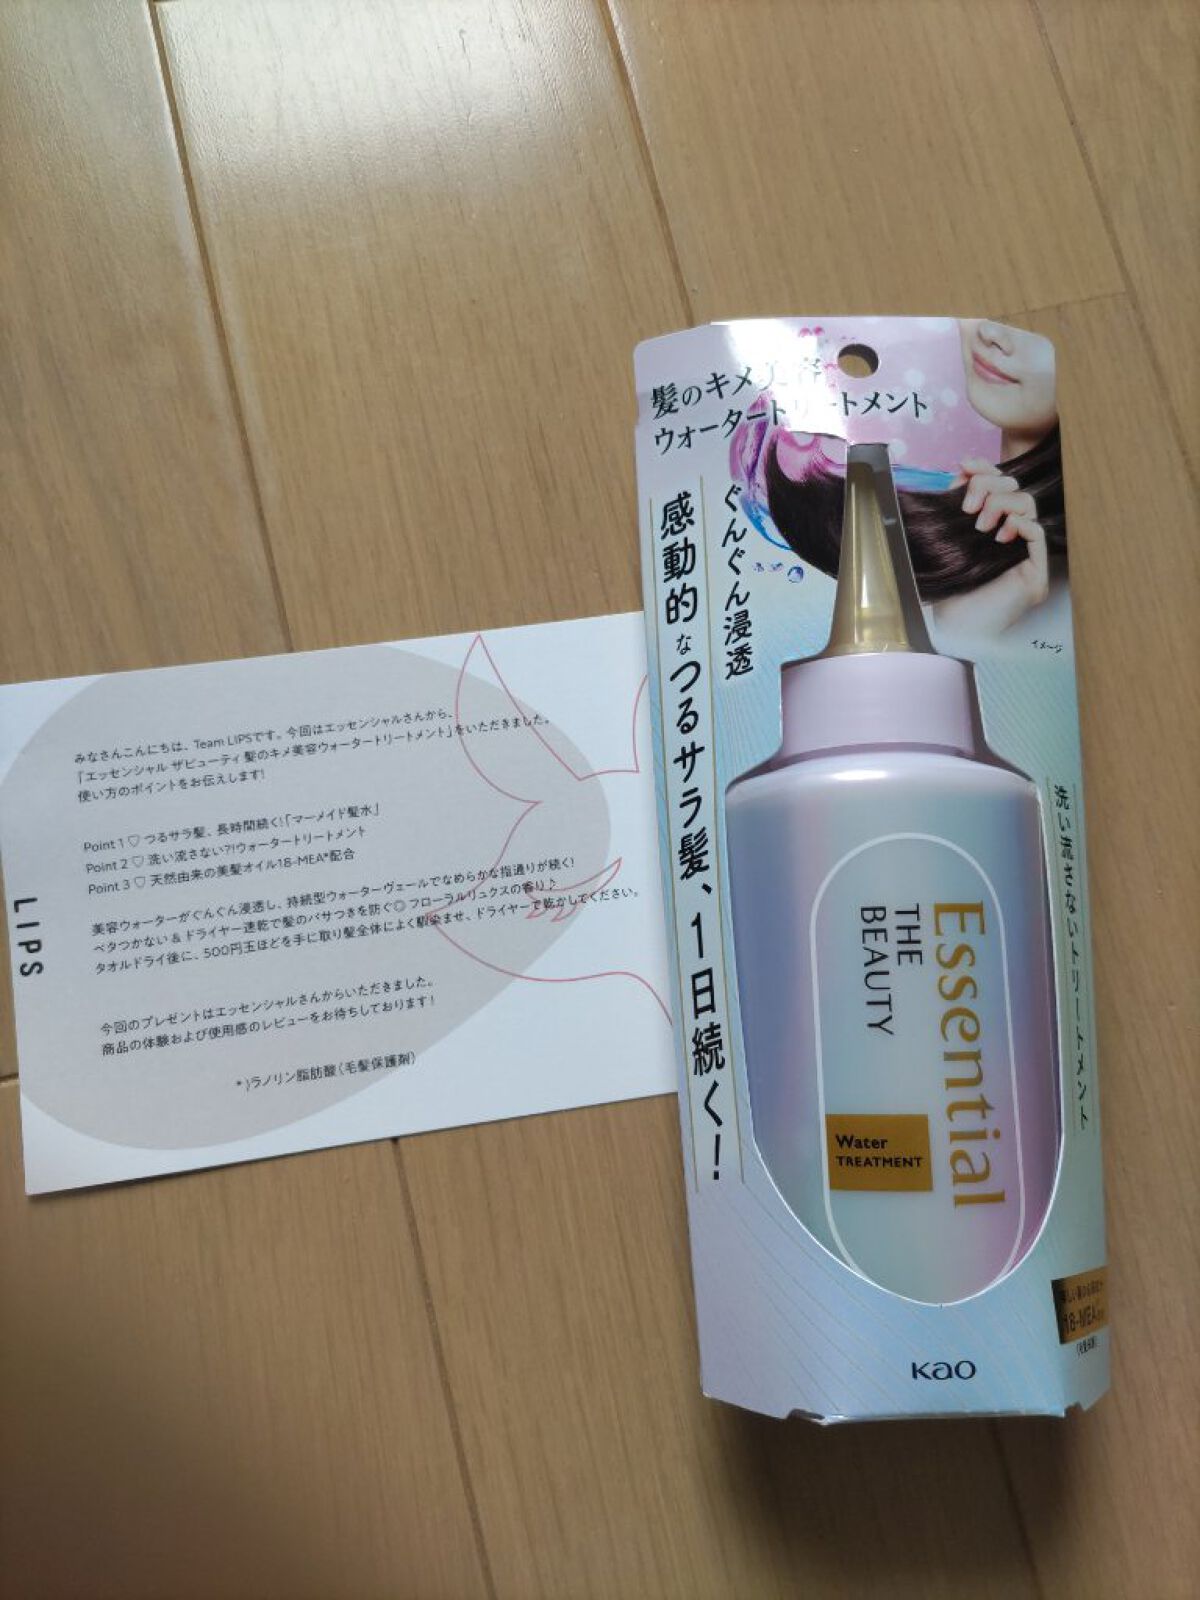 みなさんこんにちは、Team LIPSです。今回はエッセンシャルさんから、
「エッセンシャル ザビューティ 髪のキメ美容ウォータートリートメント」をいただきました。
使い方のポイントをお伝えします!
Point 1♡つるサラ髪、長時間続く!「マーメイド髪水」
Point 2♡洗い流さない?!ウォータートリートメント
Point 3♡天然由来の美髪オイル18-MEA*配合
美容ウォーターがぐんぐん浸透し、持続型ウォーターヴェールでなめらかな指通りが続く!
ベタつかない&ドライヤー速乾で髪のパサつきを防ぐ◎フローラルリュクスの香り♪
タオルドライ後に、500円玉ほどを手に取り髪全体によく馴染ませ、ドライヤーで乾かしてください。
今回のプレゼントはエッセンシャルさんからいただきました。
商品の体験および使用感のレビューをお待ちしております!
*)ラノリン脂肪酸(毛髪保護剤)
LIPS
髪のキメ美容
ウォータートリートメント
ぐんぐん浸透
感動的なつるサラ髪、1日続く!
イメージ
洗い流さないトリートメント
Essential
THE
BEAUTY
Water
TREATMENT
18-MEA
Kao